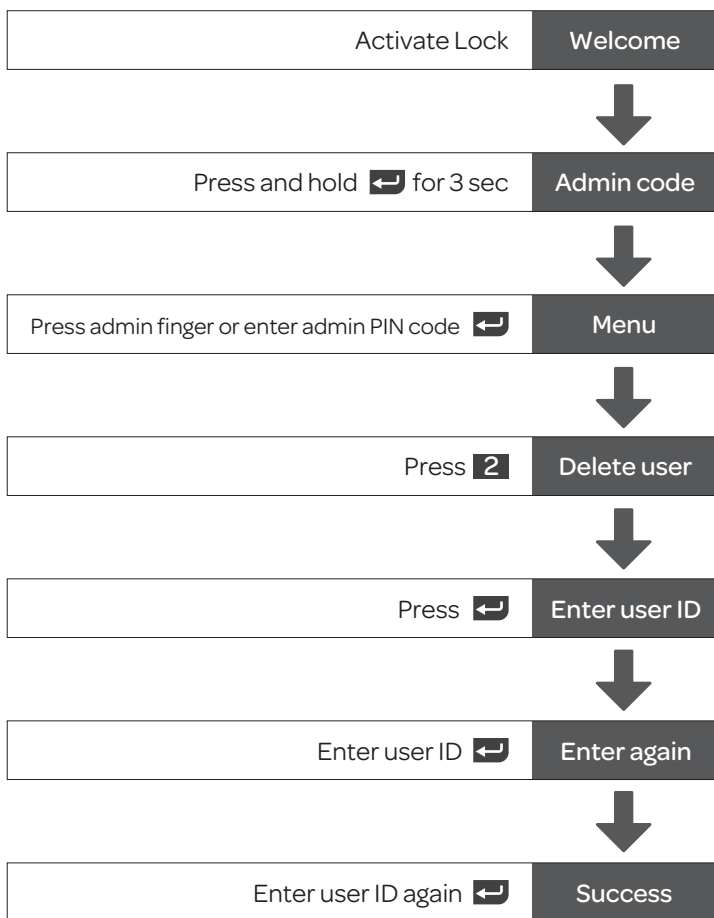 Activate Lock Welcome
Press and hold for 3 sec Admin code
Press admin finger or enter admin PIN code Menu
Press 2 Delete user
Press Enter user ID
Enter user ID Enter again
Enter user ID again Success